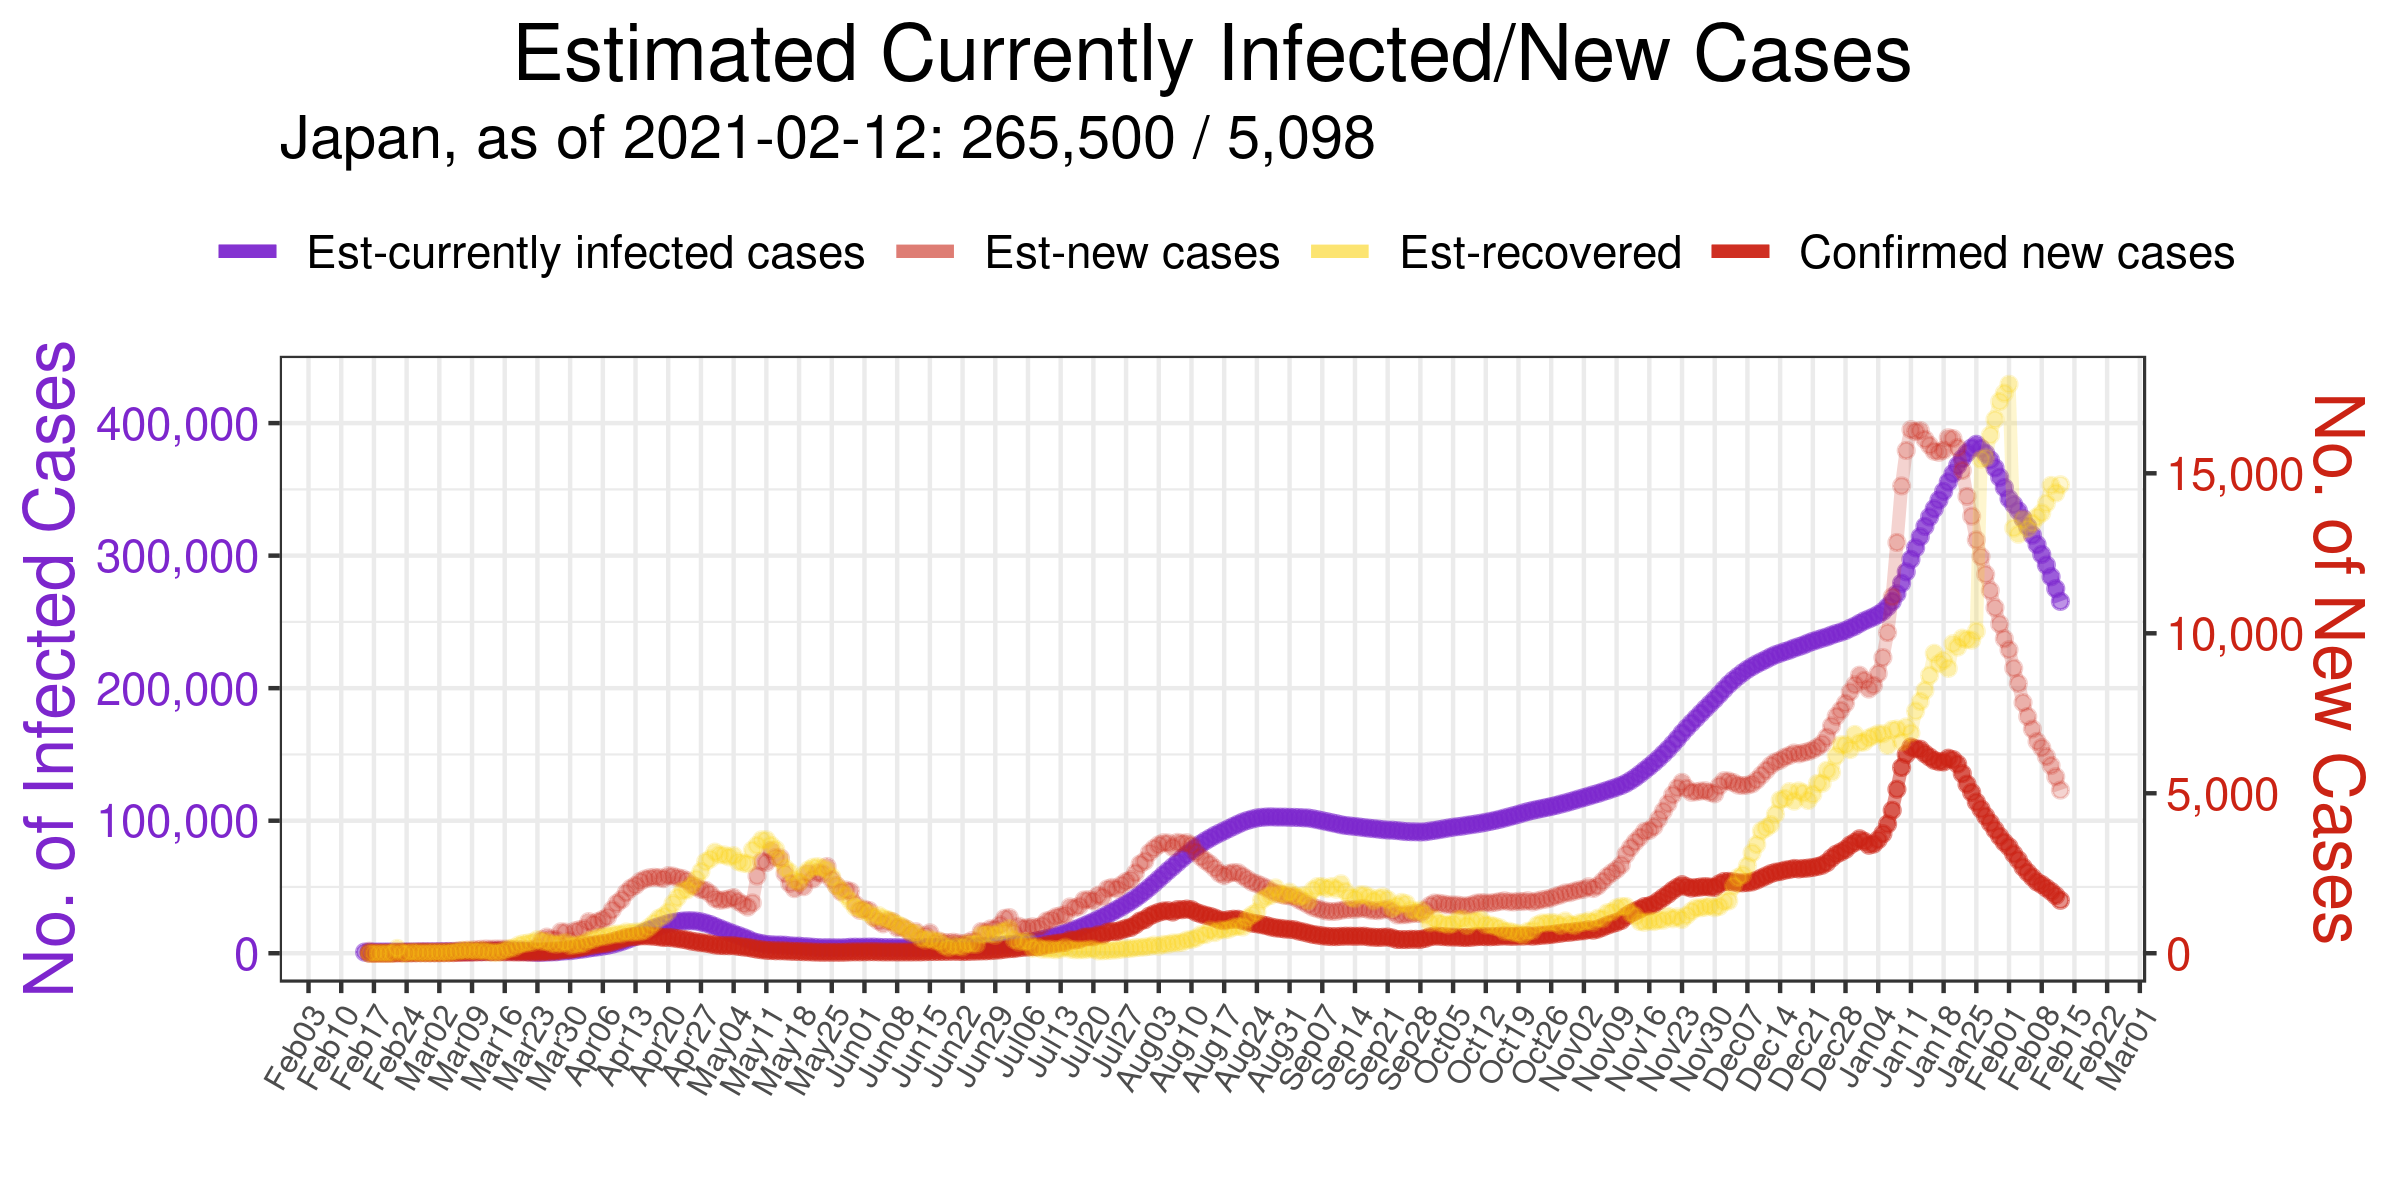 Estimated Currently Infected/New Cases
Japan, as of 2021-02-12: 265,500 / 5,098
Est-currently infected cases Est-new cases Est-recovered Confirmed new cases
No. of Infected Cases
400,000
300,000
200,000
100,000
0
15,000
10,000
5,000
0
No. of New Cases
Feb03 Feb10 Feb17 Feb24 Mar02 Mar09 Mar16 Mar23 Mar30 Apr06 Apr13 Apr20 Apr27 May04 May11 May18 May25 Jun01 Jun08 Jun15 Jun22 Jun29 Jul06 Jul13 Jul20 Jul27 Aug03 Aug10 Aug17 Aug24 Aug31 Sep07 Sep14 Sep21 Sep28 Oct05 Oct12 Oct19 Oct26 Nov02 Nov09 Nov16 Nov23 Nov30 Dec07 Dec14 Dec21 Dec28 Jan04 Jan11 Jan18 Jan25 Feb01 Feb08 Feb15 Feb22 Mar01